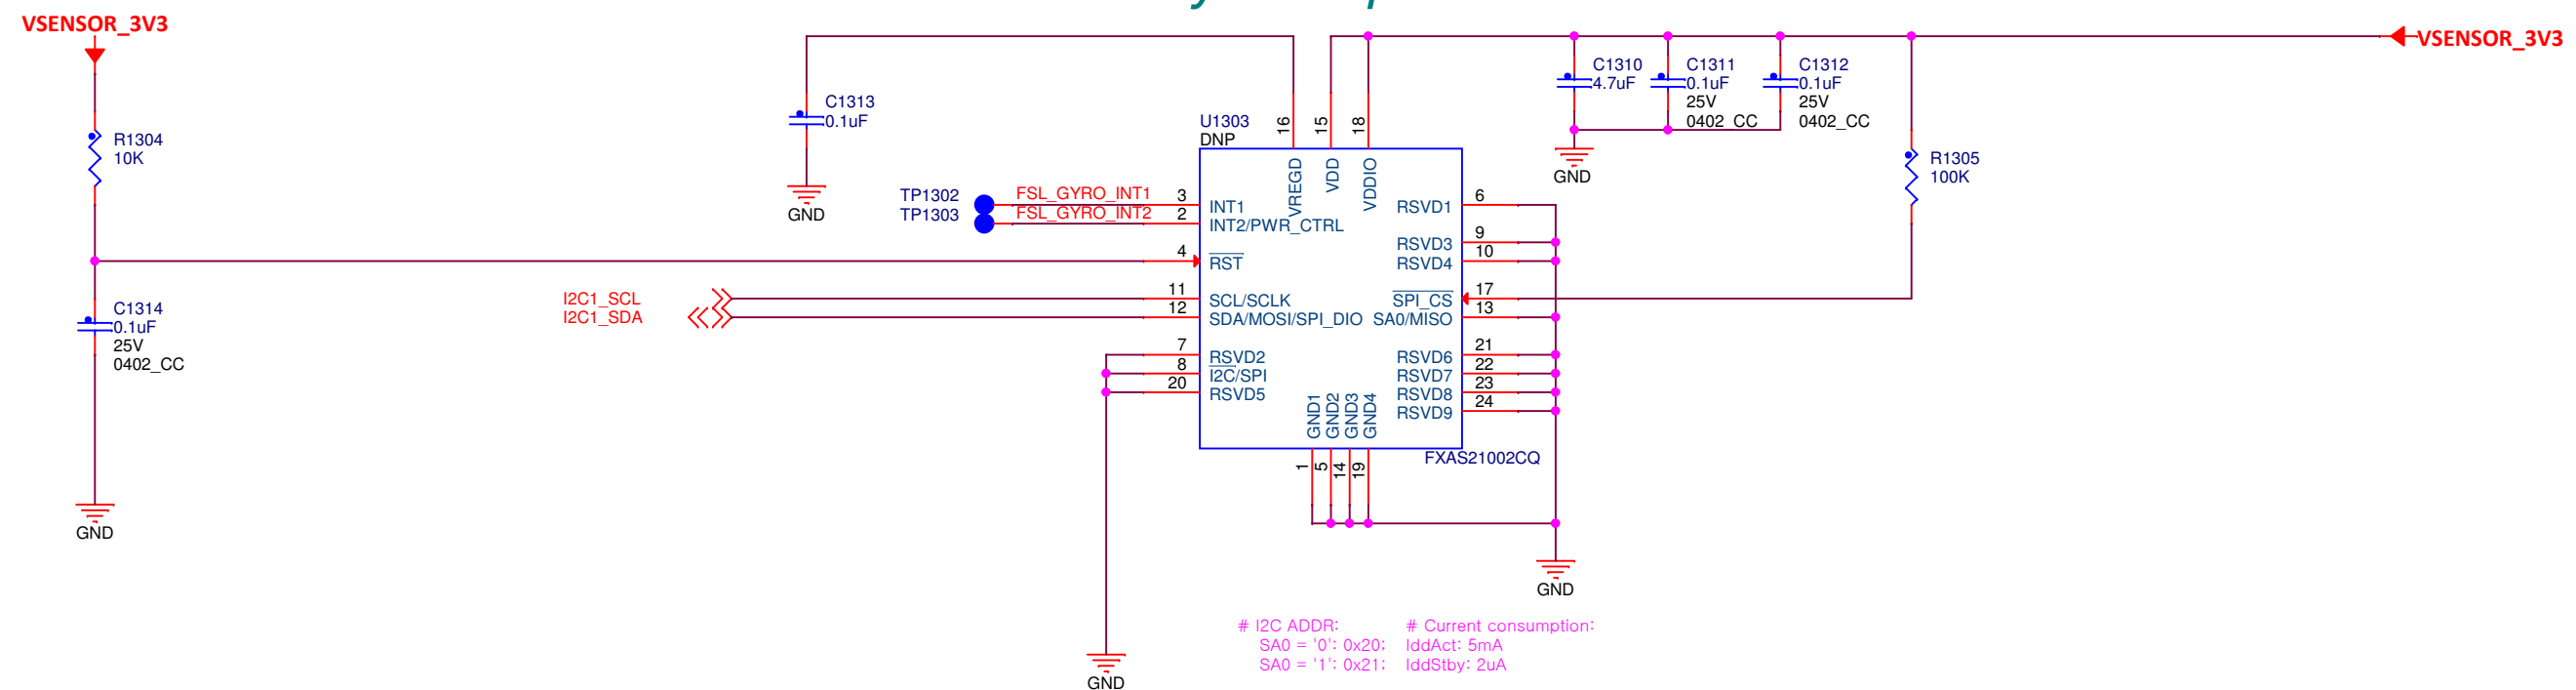 VSENSOR_3V3
VSENSOR_3V3
R1304
10K
C1314
0.1uF
25V
0402_CC
GND
C1313
0.1uF
GND
TP1302
TP1303
FSL_GYRO_INT1
FSL_GYRO_INT2
I2C1_SCL
I2C1_SDA
U1303
DNP
16
15
18
VREGD
VDD
VDDIO
3
INT1
2
INT2/PWR_CTRL
4
RST
11
SCL/SCLK
12
SDA/MOSI/SPI_DIO
7
RSVD2
8
I2C/SPI
20
RSVD5
6
RSVD1
9
RSVD3
10
RSVD4
17
SPI_CS
13
SA0/MISO
21
RSVD6
22
RSVD7
23
RSVD8
24
RSVD9
GND1
GND2
GND3
GND4
1
5
14
19
FXAS21002CQ
GND
GND
C1310
4.7uF
C1311
0.1uF
25V
0402_CC
C1312
0.1uF
25V
0402_CC
GND
R1305
100K
# I2C ADDR:
SA0 = '0': 0x20;
SA0 = '1': 0x21;
# Current consumption:
IddAct: 5mA
IddStby: 2uA